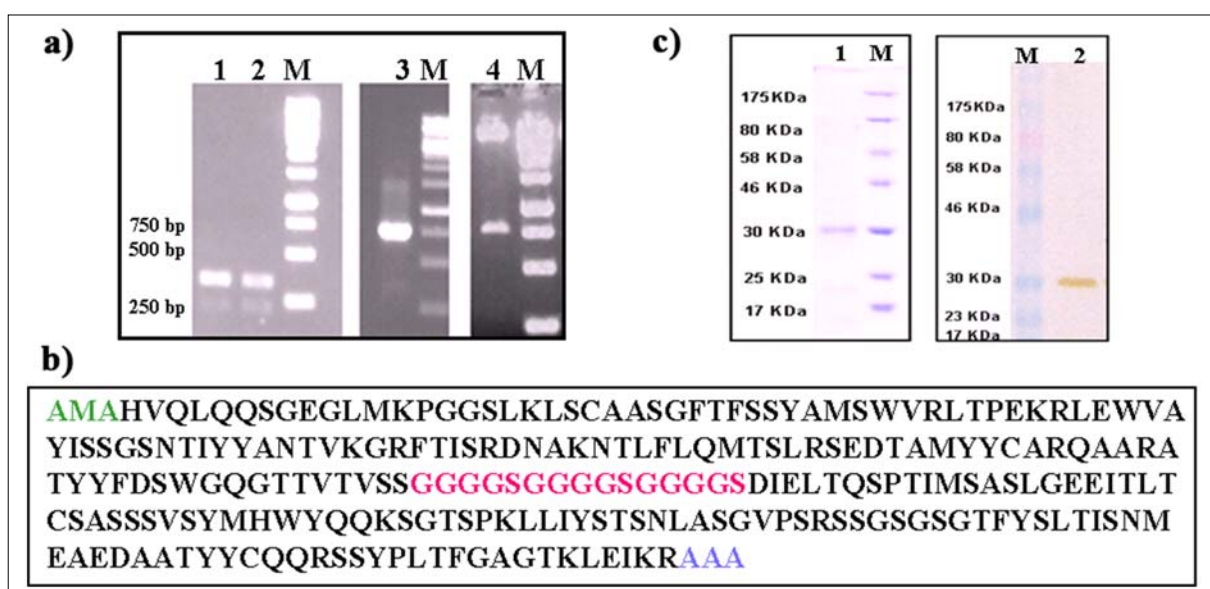 a)
1 2 M
3 M
4 M
750 bp
500 bp
250 bp
c)
1 M
175KDa
80 KDa
58 KDa
46 KDa
30 KDa
25 KDa
17 KDa
M 2
175KDa
80 KDa
58 KDa
46 KDa
30 KDa
23 KDa
17 KDa
b)
AMAHVQLQQSGEGLMKPGGSLKLSCAASGFTFSSYAMSWVRLTPEKRLEWVA
YISSGSNTIYYANTVKGRFTISRDNAKNTLFLQMTSLRSEDTAMYYCARQAARA
TYYFDSWGQGTTVTVSSGGGGSGGGGSGGGGSDIELTQSPTIMSASLGEEITLT
CSASSSVSYMHWYQQKSGTSPKLLIYSTSNLASGVPSRSSGSGSGTFYSLTISNM
EAEDAATYYCQQRSSYPLTFGAGTKLEIKRAAA